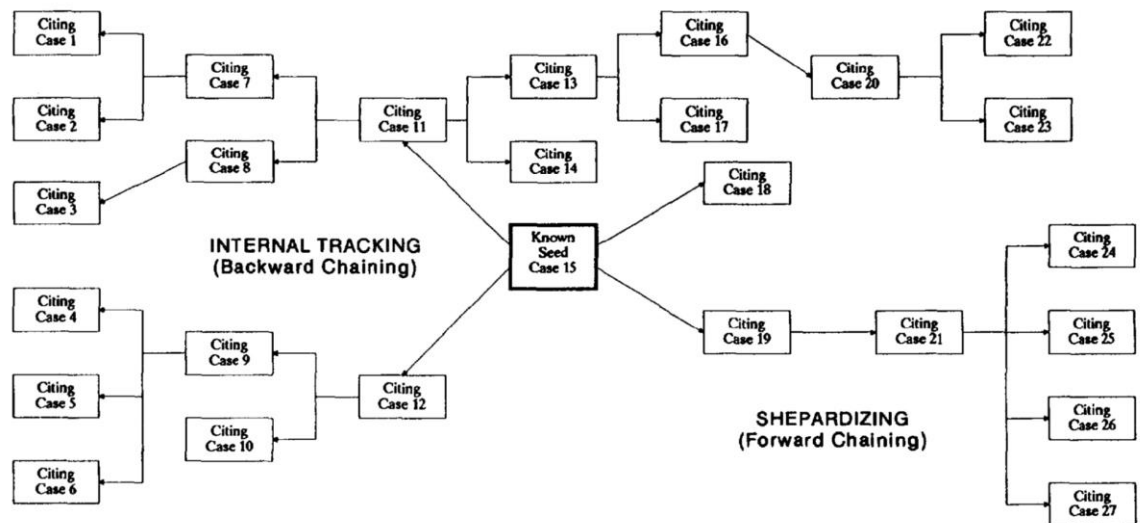 Citing
Case 1
Citing
Case 2
Citing
Case 3
Citing
Case 7
Citing
Case 8
Citing
Case 11
Citing
Case 13
Citing
Case 14
Citing
Case 16
Citing
Case 17
Citing
Case 20
Citing
Case 22
Citing
Case 23
Citing
Case 18
Known
Seed
Case 15
INTERNAL TRACKING
(Backward Chaining)
Citing
Case 4
Citing
Case 5
Citing
Case 6
Citing
Case 9
Citing
Case 10
Citing
Case 12
Citing
Case 19
Citing
Case 21
Citing
Case 24
Citing
Case 25
Citing
Case 26
Citing
Case 27
SHEPARDIZING
(Forward Chaining)